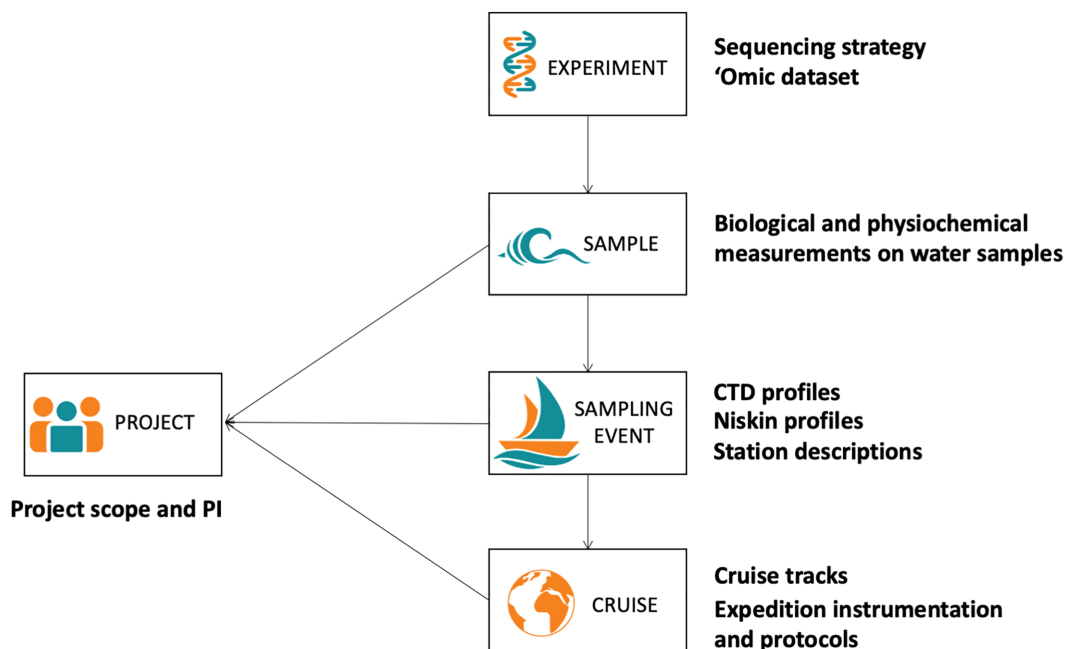 EXPERIMENT
Sequencing strategy
‘Omic dataset
SAMPLE
Biological and physiochemical
measurements on water samples
PROJECT
Project scope and PI
SAMPLING
EVENT
CTD profiles
Niskin profiles
Station descriptions
CRUISE
Cruise tracks
Expedition instrumentation
and protocols